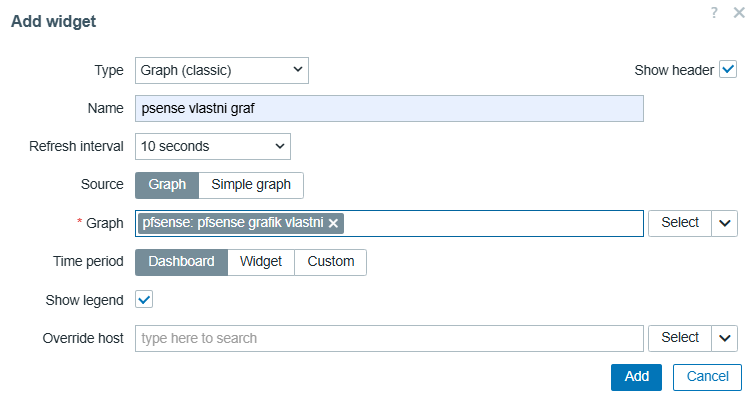 Add widget
?
Type Graph (classic) Show header
Name psense vlastni graf
Refresh interval 10 seconds
Source Graph Simple graph
* Graph pfsense: pfsense grafik vlastni Select
Time period Dashboard Widget Custom
Show legend
Override host type here to search Select
Add Cancel